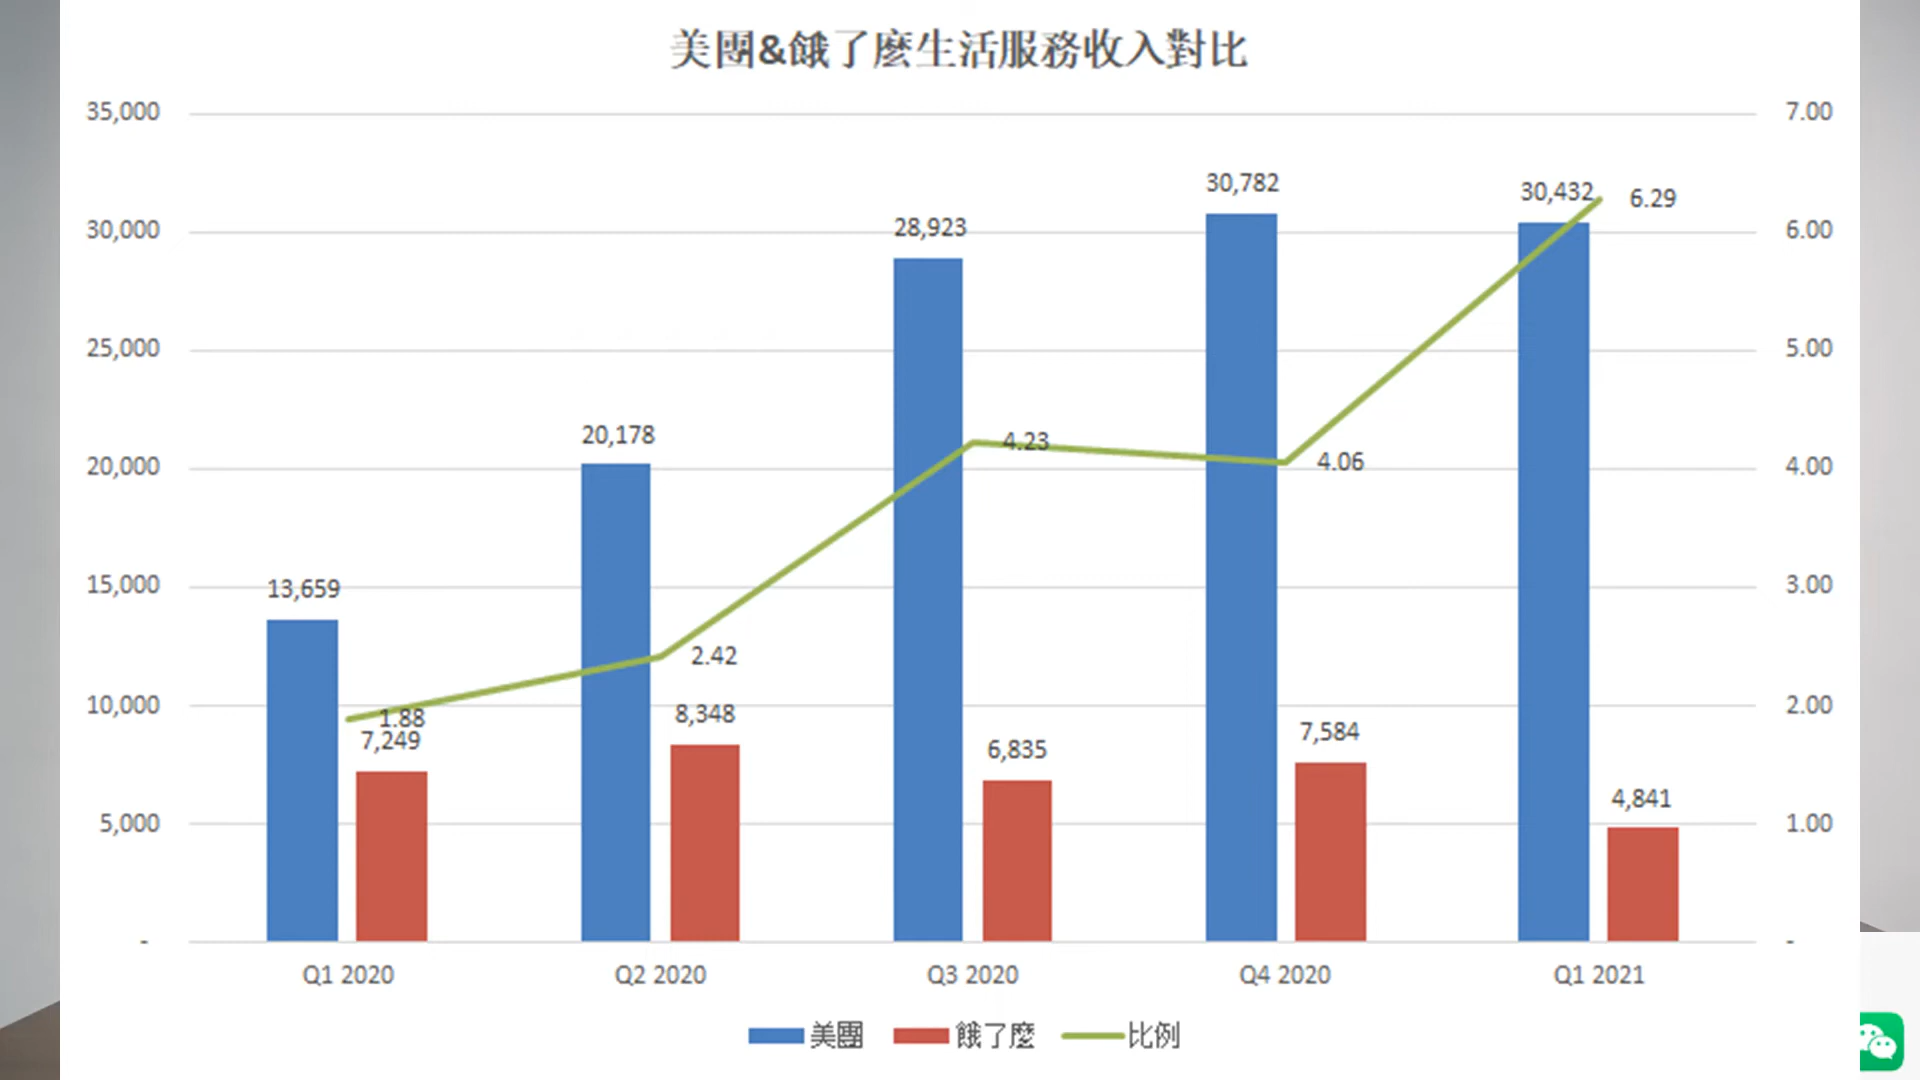 美團&餓了麼生活服務收入對比
35,000 7.00
30,782
30,432 6.29
30,000 28,923 6.00
25,000 5.00
20,178 4.23
20,000 4.06 4.00
15,000 13,659 3.00
2.42
10,000 1.88 8,348 2.00
7,249 6,835 7,584
4,841
5,000 1.00
- -
Q1 2020 Q2 2020 Q3 2020 Q4 2020 Q1 2021
美團 餓了麼 比例